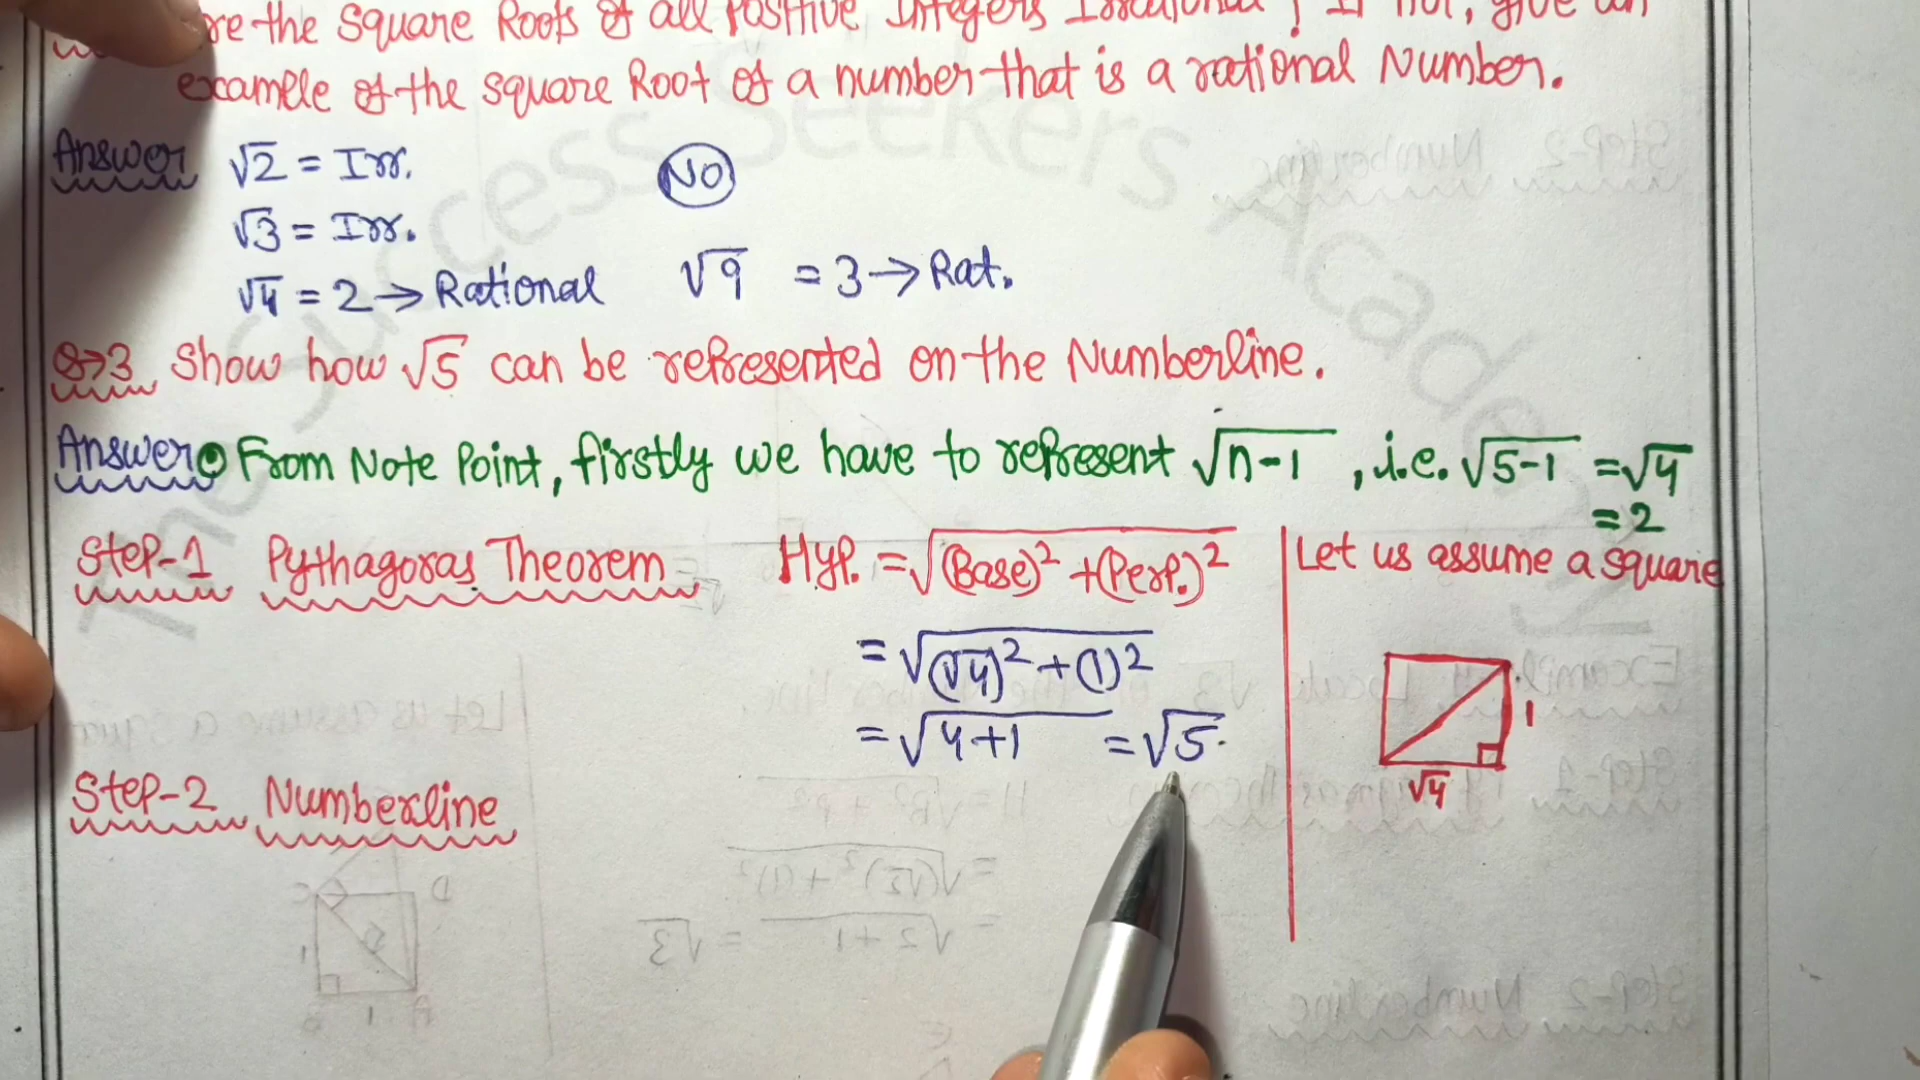 re the Square Roots of all Positive Integers Irrational? If not, give an
example of the square Root of a number that is a rational Number.
Answer √2 = Irr. NO
√3 = Irr.
√4 = 2 → Rational √9 = 3 → Rat.
Q→3 Show how √5 can be represented on the Numberline.
Answer From Note Point, firstly we have to represent √n-1 , i.e. √5-1 = √4
= 2
Step-1 Pythagoras Theorem Hyp. = √(Base)² + (Perp.)² Let us assume a square
= √(√4)² + (1)²
= √4+1 = √5.
1
√4
Step-2 Numberline
The Success Seekers Academy